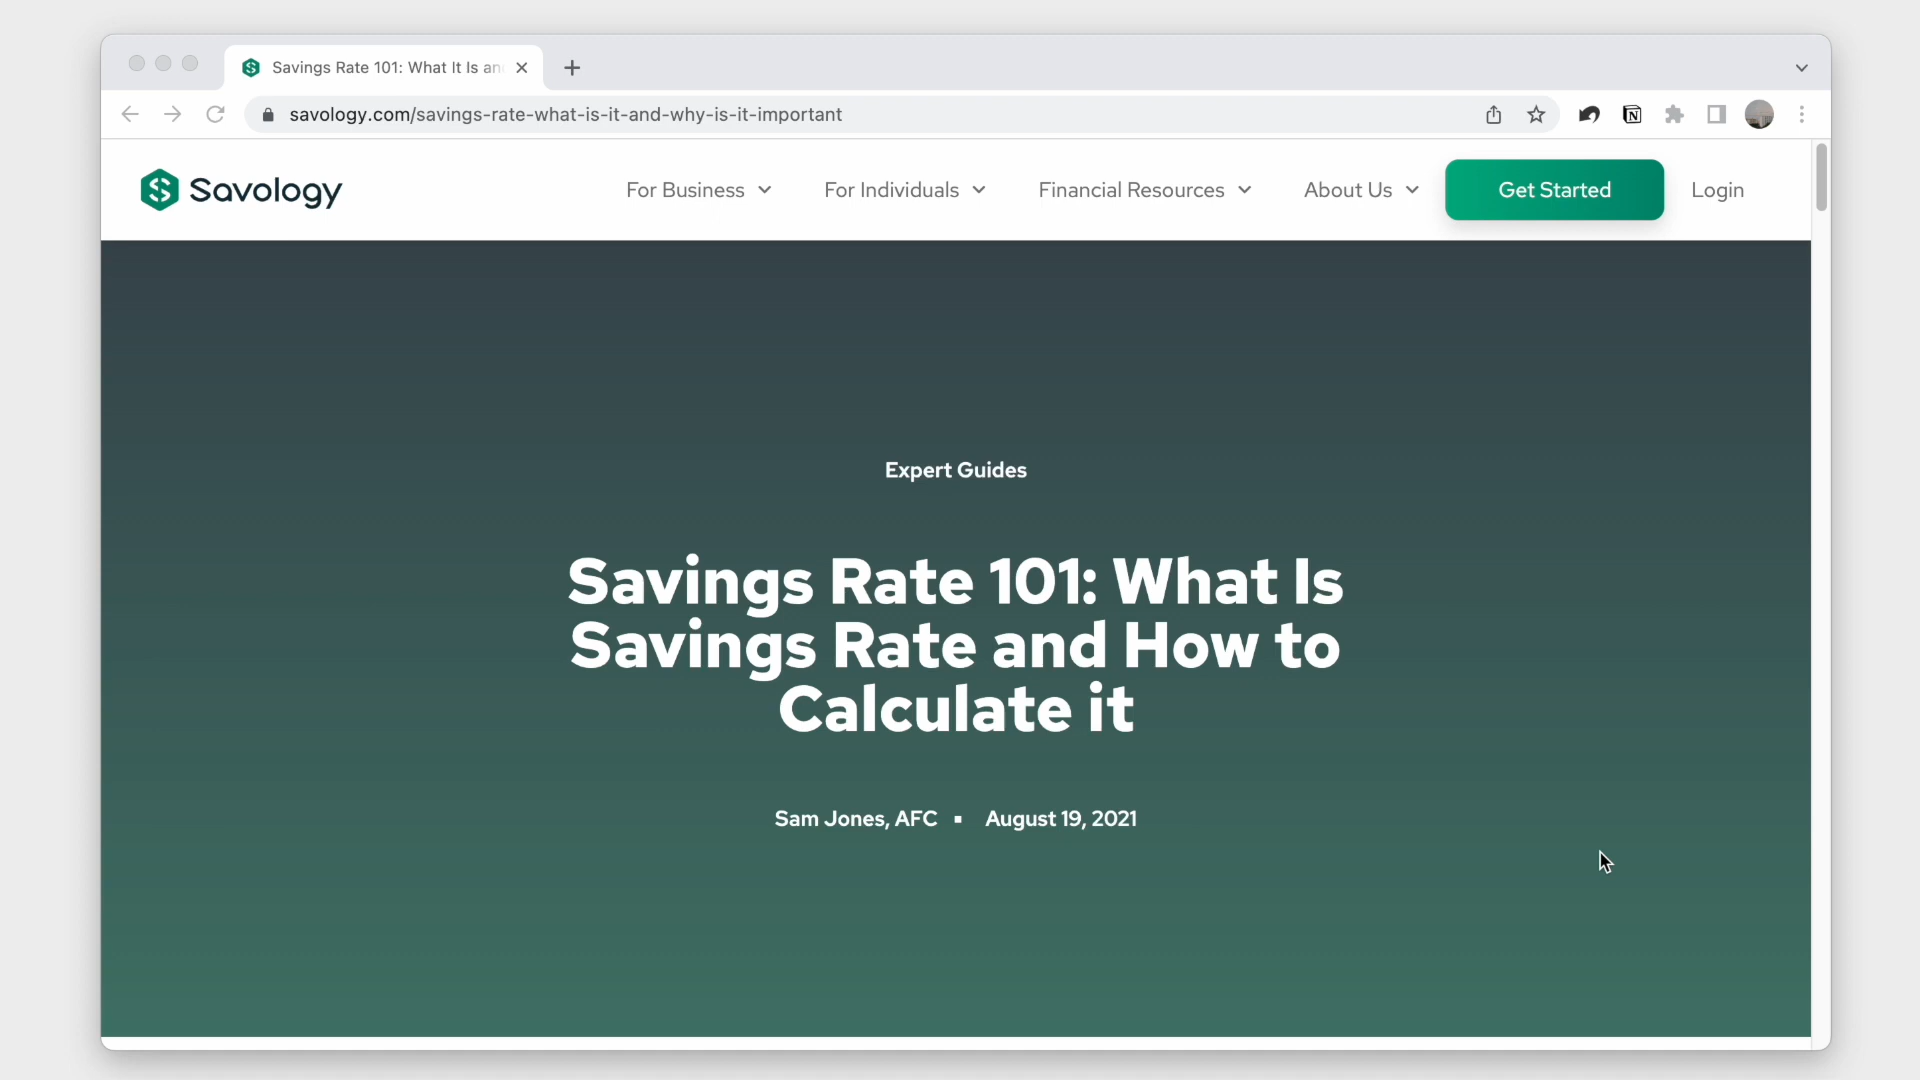 Savings Rate 101: What It Is an
savology.com/savings-rate-what-is-it-and-why-is-it-important
Savology
For Business
For Individuals
Financial Resources
About Us
Get Started
Login
Expert Guides
Savings Rate 101: What Is
Savings Rate and How to
Calculate it
Sam Jones, AFC ▪ August 19, 2021